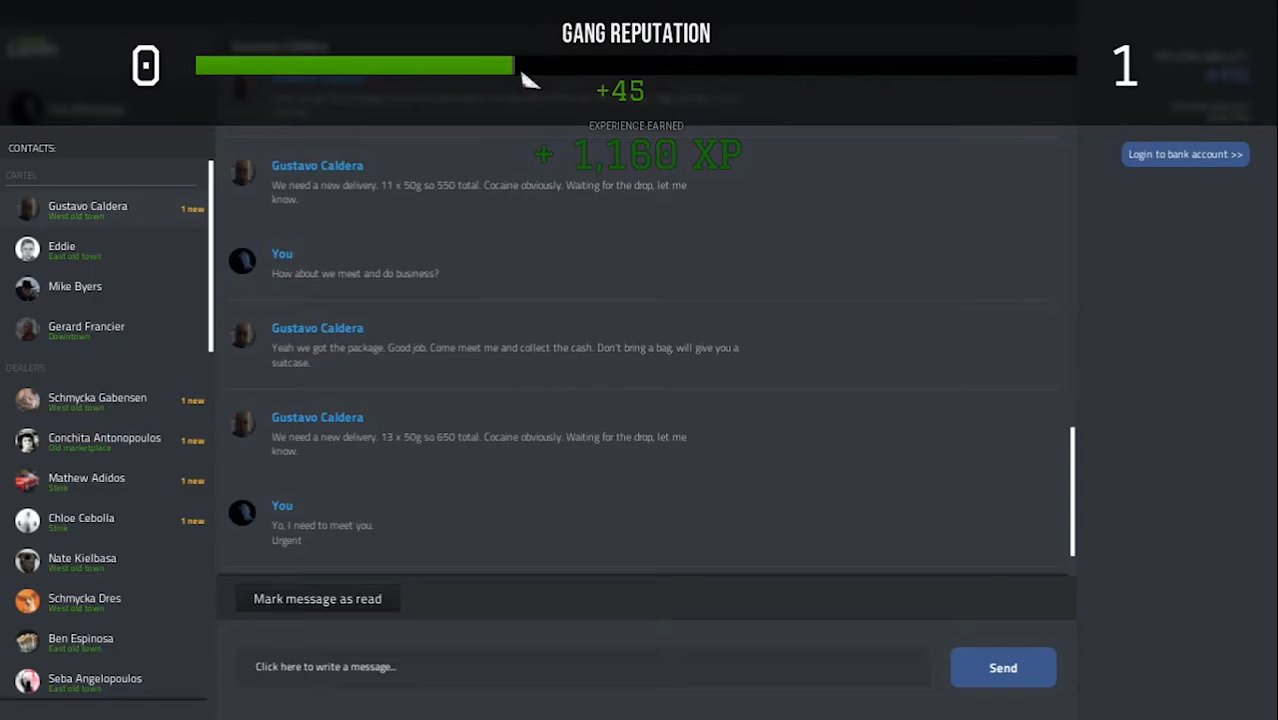 GANG REPUTATION
0
1
+45
EXPERIENCE EARNED
+ 1,160 XP
CONTACTS:
CARTEL
Gustavo Caldera
West old town
1 new
Eddie
East old town
Mike Byers
Gerard Francier
Downtown
DEALERS
Schmycka Gabensen
West old town
1 new
Conchita Antonopoulos
Old marketplace
1 new
Mathew Adidos
Stink
1 new
Chloe Cebolla
Stink
1 new
Nate Kielbasa
West old town
Schmycka Dres
West old town
Ben Espinosa
East old town
Seba Angelopoulos
East old town
Gustavo Caldera
We need a new delivery. 11 x 50g so 550 total. Cocaine obviously. Waiting for the drop, let me
know.
You
How about we meet and do business?
Gustavo Caldera
Yeah we got the package. Good job. Come meet me and collect the cash. Don't bring a bag, will give you a
suitcase.
Gustavo Caldera
We need a new delivery. 13 x 50g so 650 total. Cocaine obviously. Waiting for the drop, let me
know.
You
Yo, I need to meet you.
Urgent
Mark message as read
Click here to write a message...
Send
Login to bank account >>